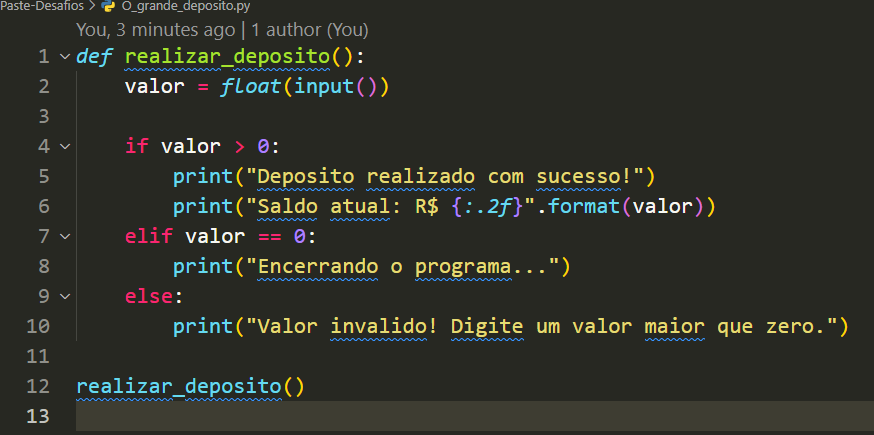 Paste-Desafios > O_grande_deposito.py
You, 3 minutes ago | 1 author (You)
1 def realizar_deposito():
2     valor = float(input())
3
4     if valor > 0:
5         print("Deposito realizado com sucesso!")
6         print("Saldo atual: R$ {:.2f}".format(valor))
7     elif valor == 0:
8         print("Encerrando o programa...")
9     else:
10         print("Valor invalido! Digite um valor maior que zero.")
11
12 realizar_deposito()
13